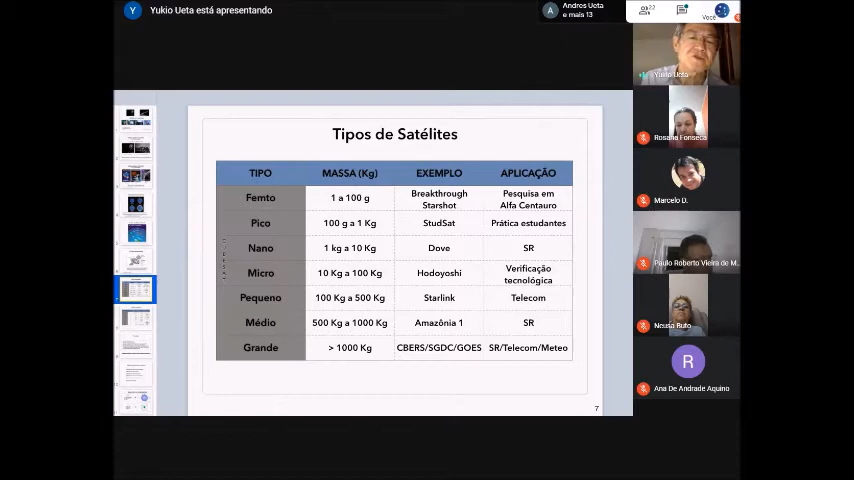 Y Yukio Ueta está apresentando
A Andres Ueta
e mais 13
22
Você
Yukio Ueta
Rosana Fonseca
Marcelo D.
Paulo Roberto Vieira de M...
Neusa Buto
R
Ana De Andrade Aquino
Tipos de Satélites
TIPO MASSA (Kg) EXEMPLO APLICAÇÃO
Femto 1 a 100 g Breakthrough Starshot Pesquisa em Alfa Centauro
Pico 100 g a 1 Kg StudSat Prática estudantes
Nano 1 kg a 10 Kg Dove SR
Micro 10 Kg a 100 Kg Hodoyoshi Verificação tecnológica
Pequeno 100 Kg a 500 Kg Starlink Telecom
Médio 500 Kg a 1000 Kg Amazônia 1 SR
Grande > 1000 Kg CBERS/SGDC/GOES SR/Telecom/Meteo
7